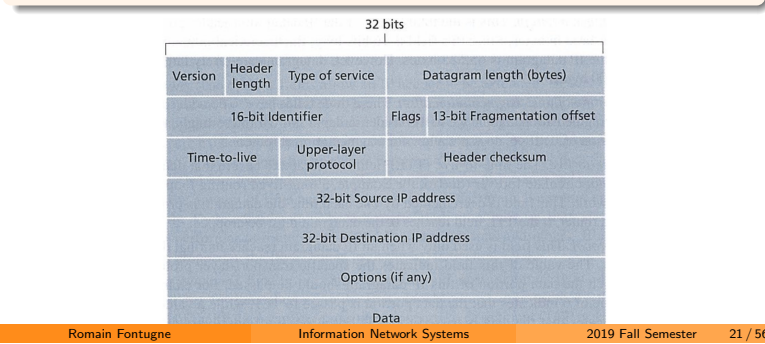 32 bits
Version Header length Type of service Datagram length (bytes)
16-bit Identifier Flags 13-bit Fragmentation offset
Time-to-live Upper-layer protocol Header checksum
32-bit Source IP address
32-bit Destination IP address
Options (if any)
Data
Romain Fontugne Information Network Systems 2019 Fall Semester 21 / 56